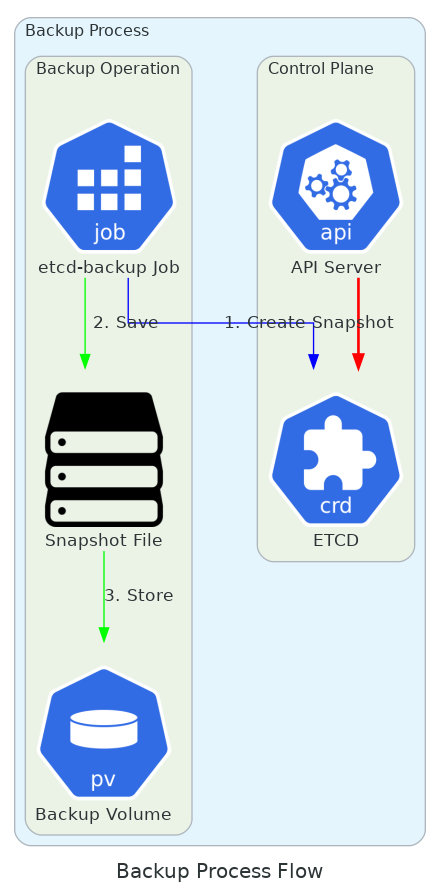 Backup Process
Backup Operation
Control Plane
job
api
etcd-backup Job
API Server
2. Save
1. Create Snapshot
crd
Snapshot File
ETCD
3. Store
pv
Backup Volume
Backup Process Flow